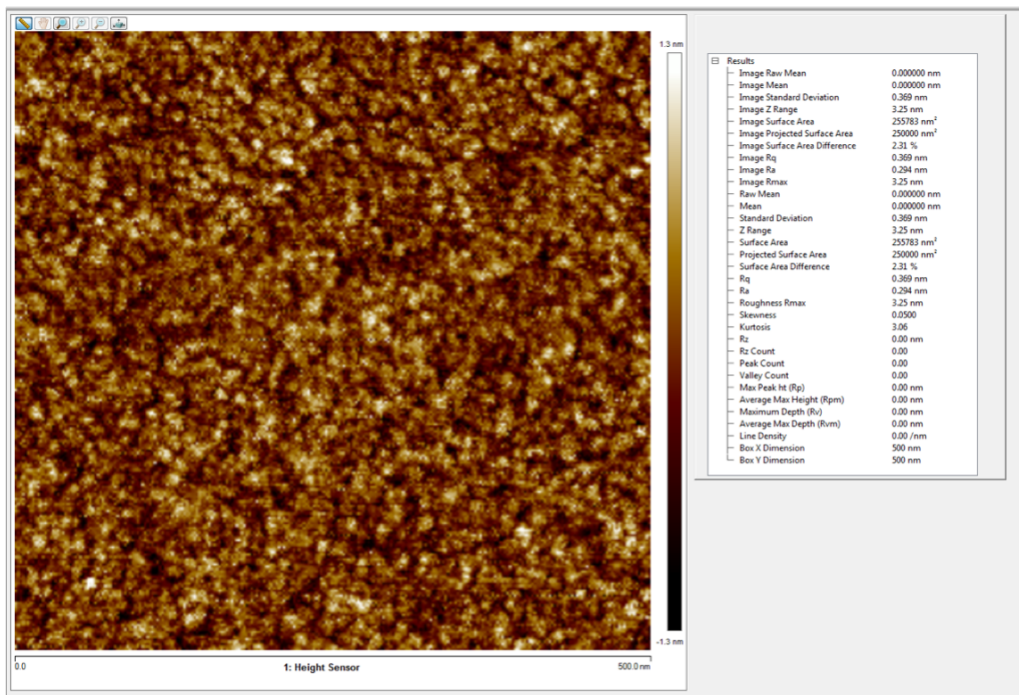 1.3 nm
-1.3 nm
0.0
1: Height Sensor
500.0 nm
Results
Image Raw Mean 0.000000 nm
Image Mean 0.000000 nm
Image Standard Deviation 0.369 nm
Image Z Range 3.25 nm
Image Surface Area 255783 nm²
Image Projected Surface Area 250000 nm²
Image Surface Area Difference 2.31 %
Image Rq 0.369 nm
Image Ra 0.294 nm
Image Rmax 3.25 nm
Raw Mean 0.000000 nm
Mean 0.000000 nm
Standard Deviation 0.369 nm
Z Range 3.25 nm
Surface Area 255783 nm²
Projected Surface Area 250000 nm²
Surface Area Difference 2.31 %
Rq 0.369 nm
Ra 0.294 nm
Roughness Rmax 3.25 nm
Skewness 0.0500
Kurtosis 3.06
Rz 0.00 nm
Rz Count 0.00
Peak Count 0.00
Valley Count 0.00
Max Peak ht (Rp) 0.00 nm
Average Max Height (Rpm) 0.00 nm
Maximum Depth (Rv) 0.00 nm
Average Max Depth (Rvm) 0.00 nm
Line Density 0.00 /nm
Box X Dimension 500 nm
Box Y Dimension 500 nm